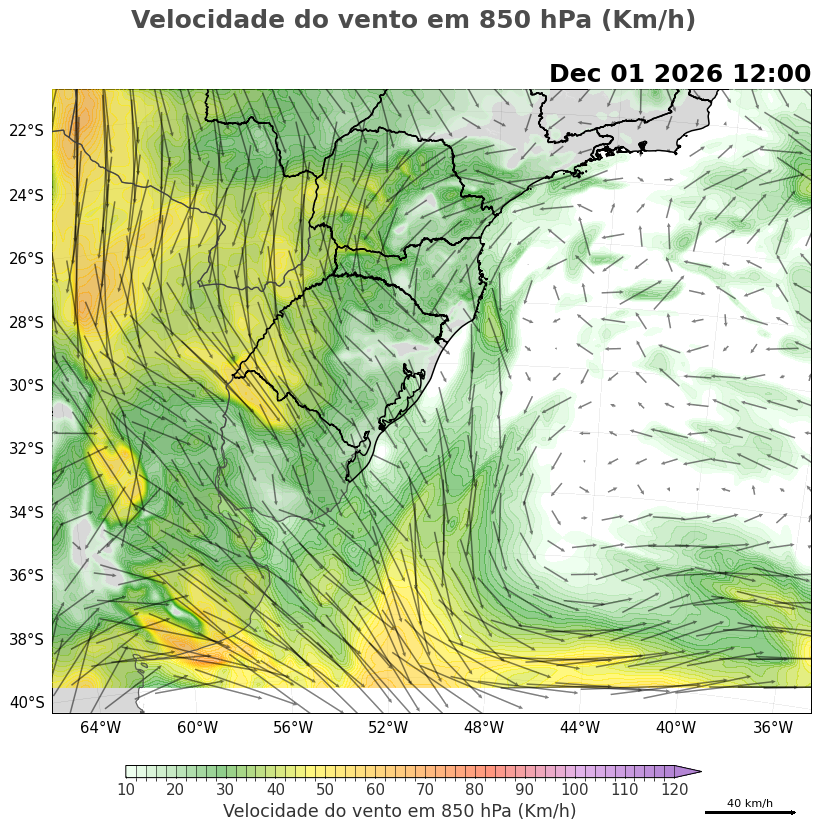 Velocidade do vento em 850 hPa (Km/h)
Dec 01 2026 12:00
22°S
24°S
26°S
28°S
30°S
32°S
34°S
36°S
38°S
40°S
64°W 60°W 56°W 52°W 48°W 44°W 40°W 36°W
10 20 30 40 50 60 70 80 90 100 110 120
Velocidade do vento em 850 hPa (Km/h)
40 km/h